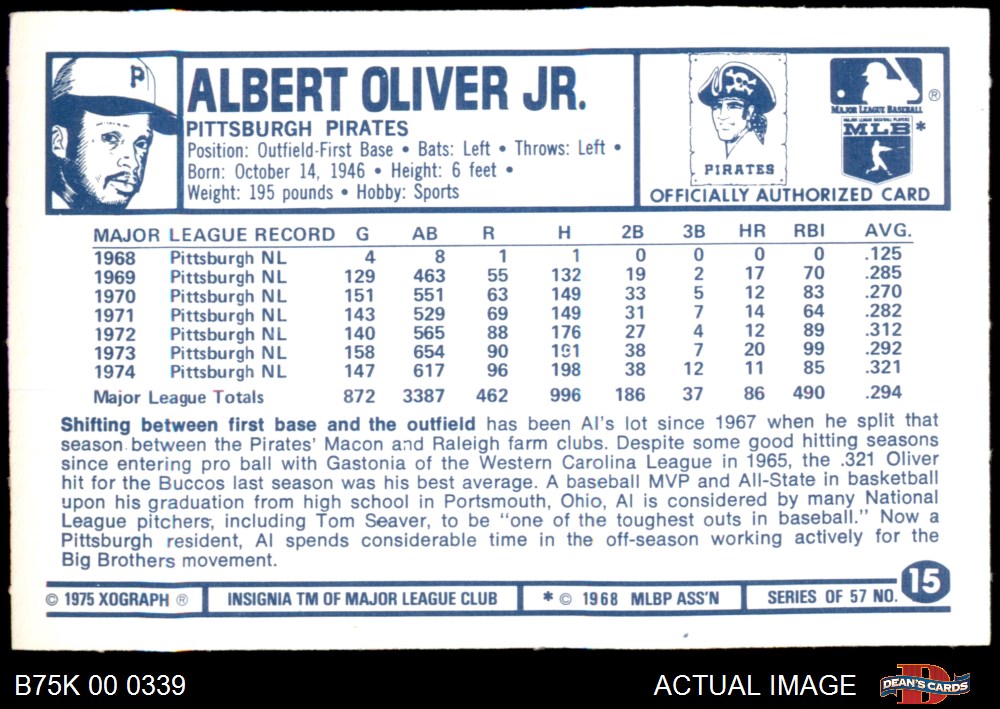 P
ALBERT OLIVER JR.
PITTSBURGH PIRATES
Position: Outfield-First Base • Bats: Left • Throws: Left •
Born: October 14, 1946 • Height: 6 feet •
Weight: 195 pounds • Hobby: Sports
PIRATES
MAJOR LEAGUE BASEBALL ®
MAJOR LEAGUE BASEBALL PLAYERS
MLB *
OFFICIALLY AUTHORIZED CARD
MAJOR LEAGUE RECORD G AB R H 2B 3B HR RBI AVG.
1968 Pittsburgh NL 4 8 1 1 0 0 0 0 .125
1969 Pittsburgh NL 129 463 55 132 19 2 17 70 .285
1970 Pittsburgh NL 151 551 63 149 33 5 12 83 .270
1971 Pittsburgh NL 143 529 69 149 31 7 14 64 .282
1972 Pittsburgh NL 140 565 88 176 27 4 12 89 .312
1973 Pittsburgh NL 158 654 90 191 38 7 20 99 .292
1974 Pittsburgh NL 147 617 96 198 38 12 11 85 .321
Major League Totals 872 3387 462 996 186 37 86 490 .294
Shifting between first base and the outfield has been Al's lot since 1967 when he split that
season between the Pirates' Macon and Raleigh farm clubs. Despite some good hitting seasons
since entering pro ball with Gastonia of the Western Carolina League in 1965, the .321 Oliver
hit for the Buccos last season was his best average. A baseball MVP and All-State in basketball
upon his graduation from high school in Portsmouth, Ohio, Al is considered by many National
League pitchers, including Tom Seaver, to be "one of the toughest outs in baseball." Now a
Pittsburgh resident, Al spends considerable time in the off-season working actively for the
Big Brothers movement.
© 1975 XOGRAPH ® INSIGNIA TM OF MAJOR LEAGUE CLUB * © 1968 MLBP ASS'N SERIES OF 57 NO. 15
B75K 00 0339 ACTUAL IMAGE DEAN'S CARDS